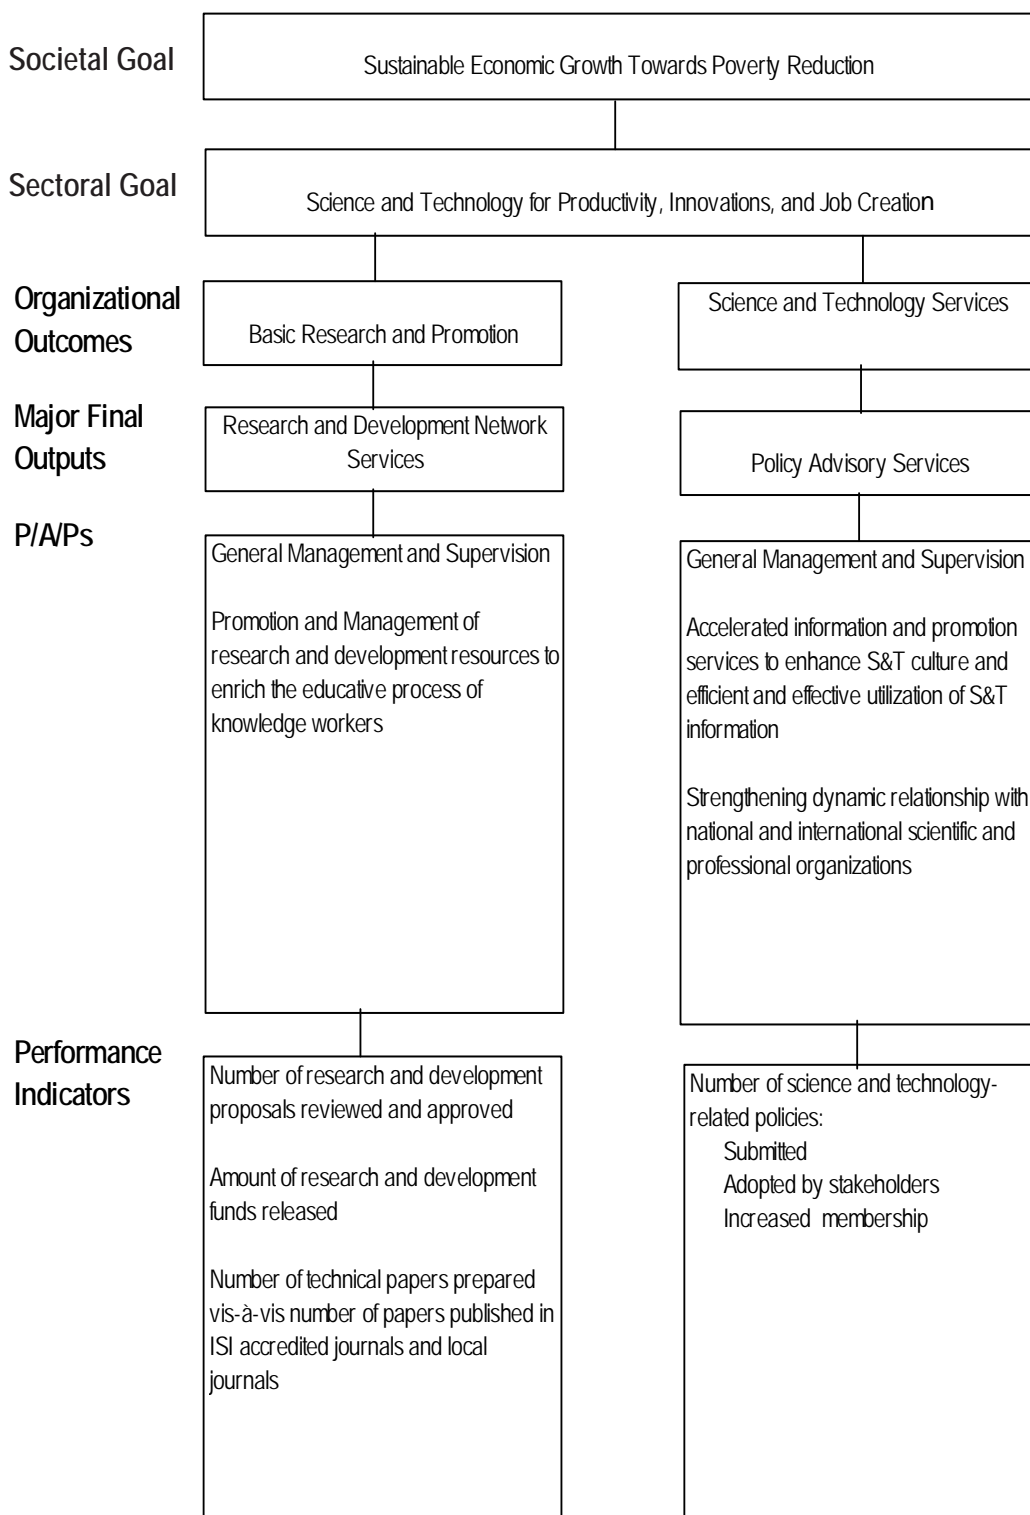 Societal Goal
Sustainable Economic Growth Towards Poverty Reduction
Sectoral Goal
Science and Technology for Productivity, Innovations, and Job Creation
Organizational
Outcomes
Basic Research and Promotion
Science and Technology Services
Major Final
Outputs
Research and Development Network
Services
Policy Advisory Services
P/A/Ps
General Management and Supervision
Promotion and Management of
research and development resources to
enrich the educative process of
knowledge workers
General Management and Supervision
Accelerated information and promotion
services to enhance S&T culture and
efficient and effective utilization of S&T
information
Strengthening dynamic relationship with
national and international scientific and
professional organizations
Performance
Indicators
Number of research and development
proposals reviewed and approved
Amount of research and development
funds released
Number of technical papers prepared
vis-à-vis number of papers published in
ISI accredited journals and local
journals
Number of science and technology-
related policies:
Submitted
Adopted by stakeholders
Increased membership